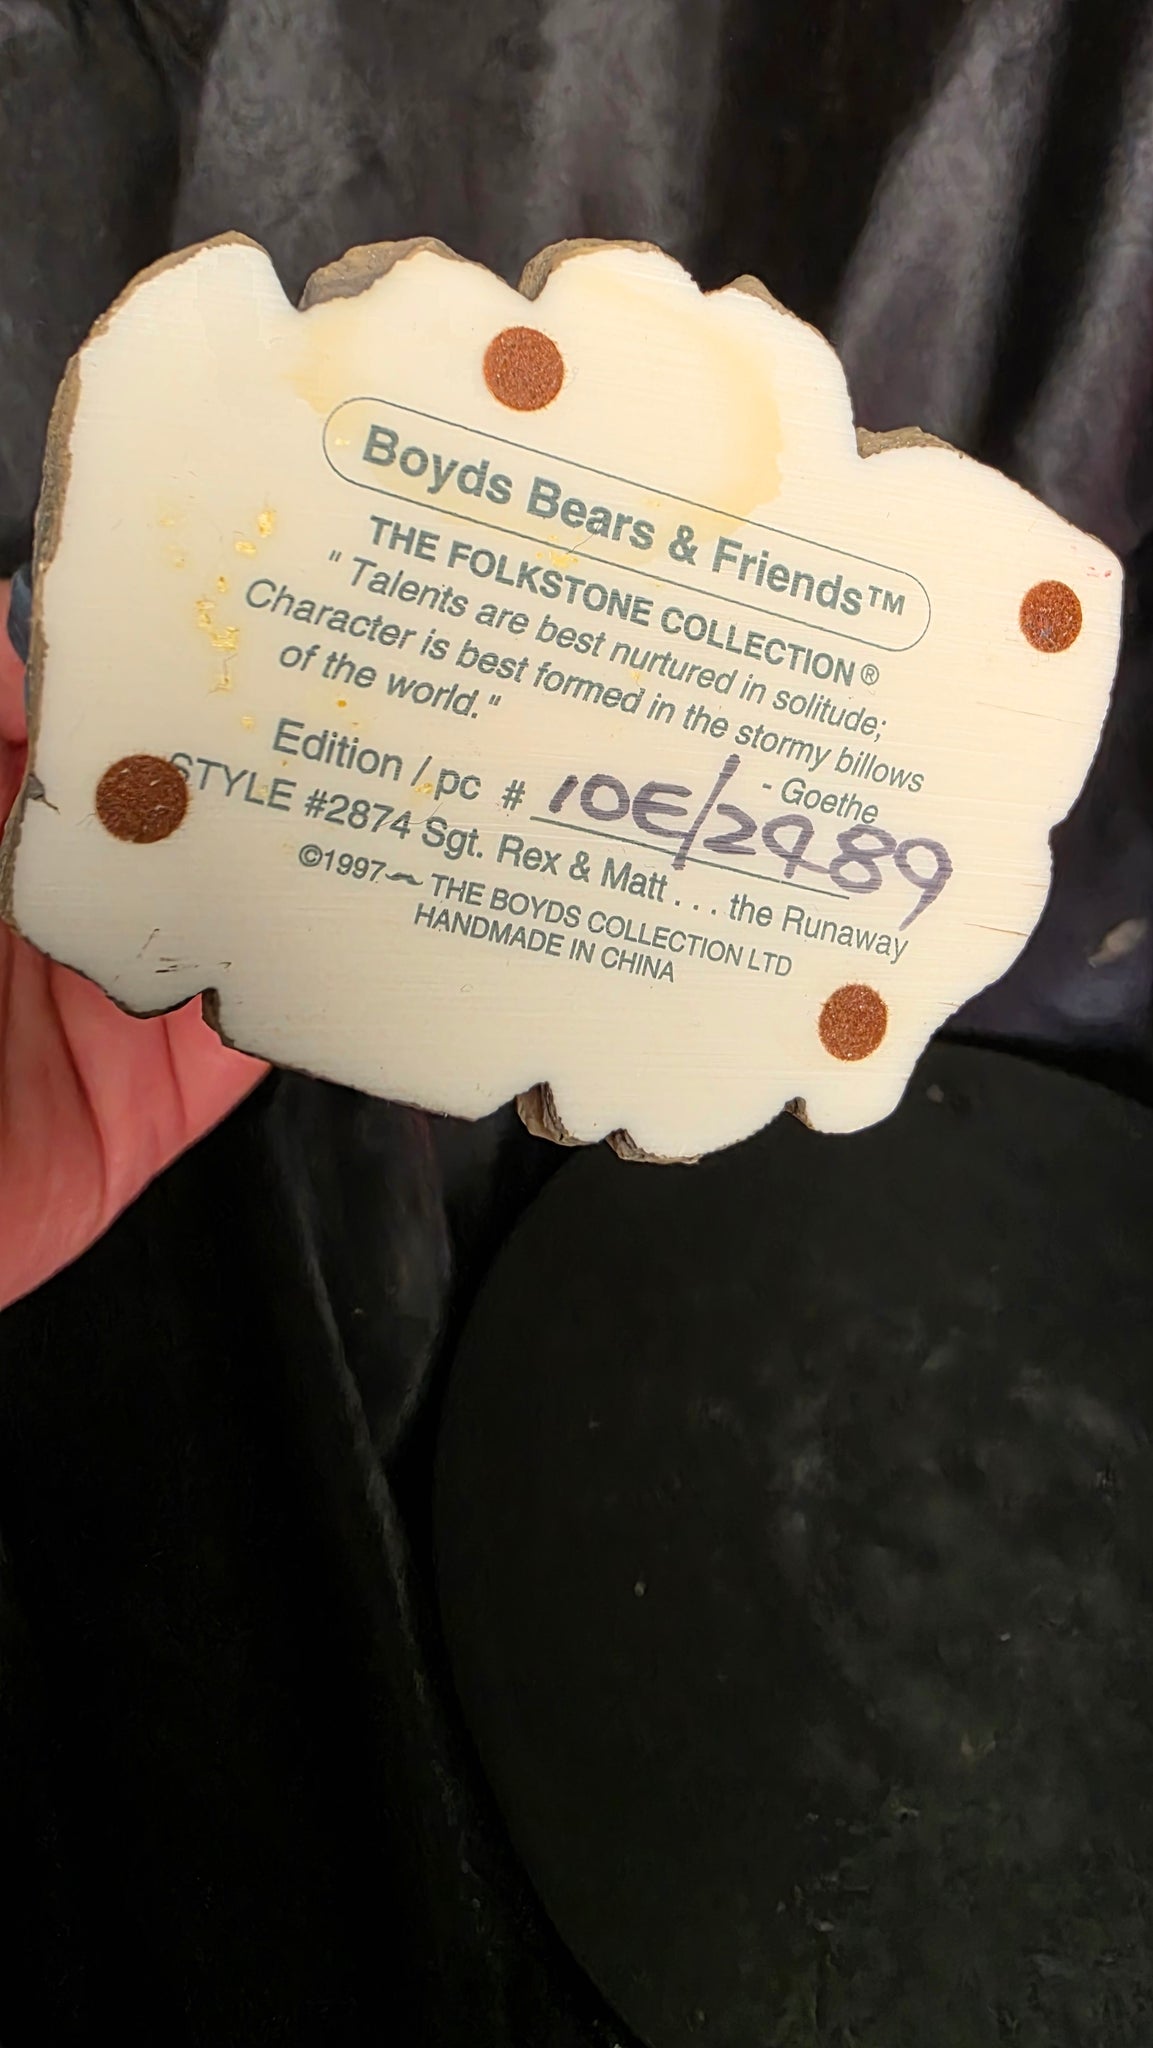 Boyds Bears & Friends™
THE FOLKSTONE COLLECTION®
" Talents are best nurtured in solitude;
Character is best formed in the stormy billows
of the world."
- Goethe
Edition / pc # 10E/2989
STYLE #2874 Sgt. Rex & Matt . . . the Runaway
©1997~ THE BOYDS COLLECTION LTD
HANDMADE IN CHINA